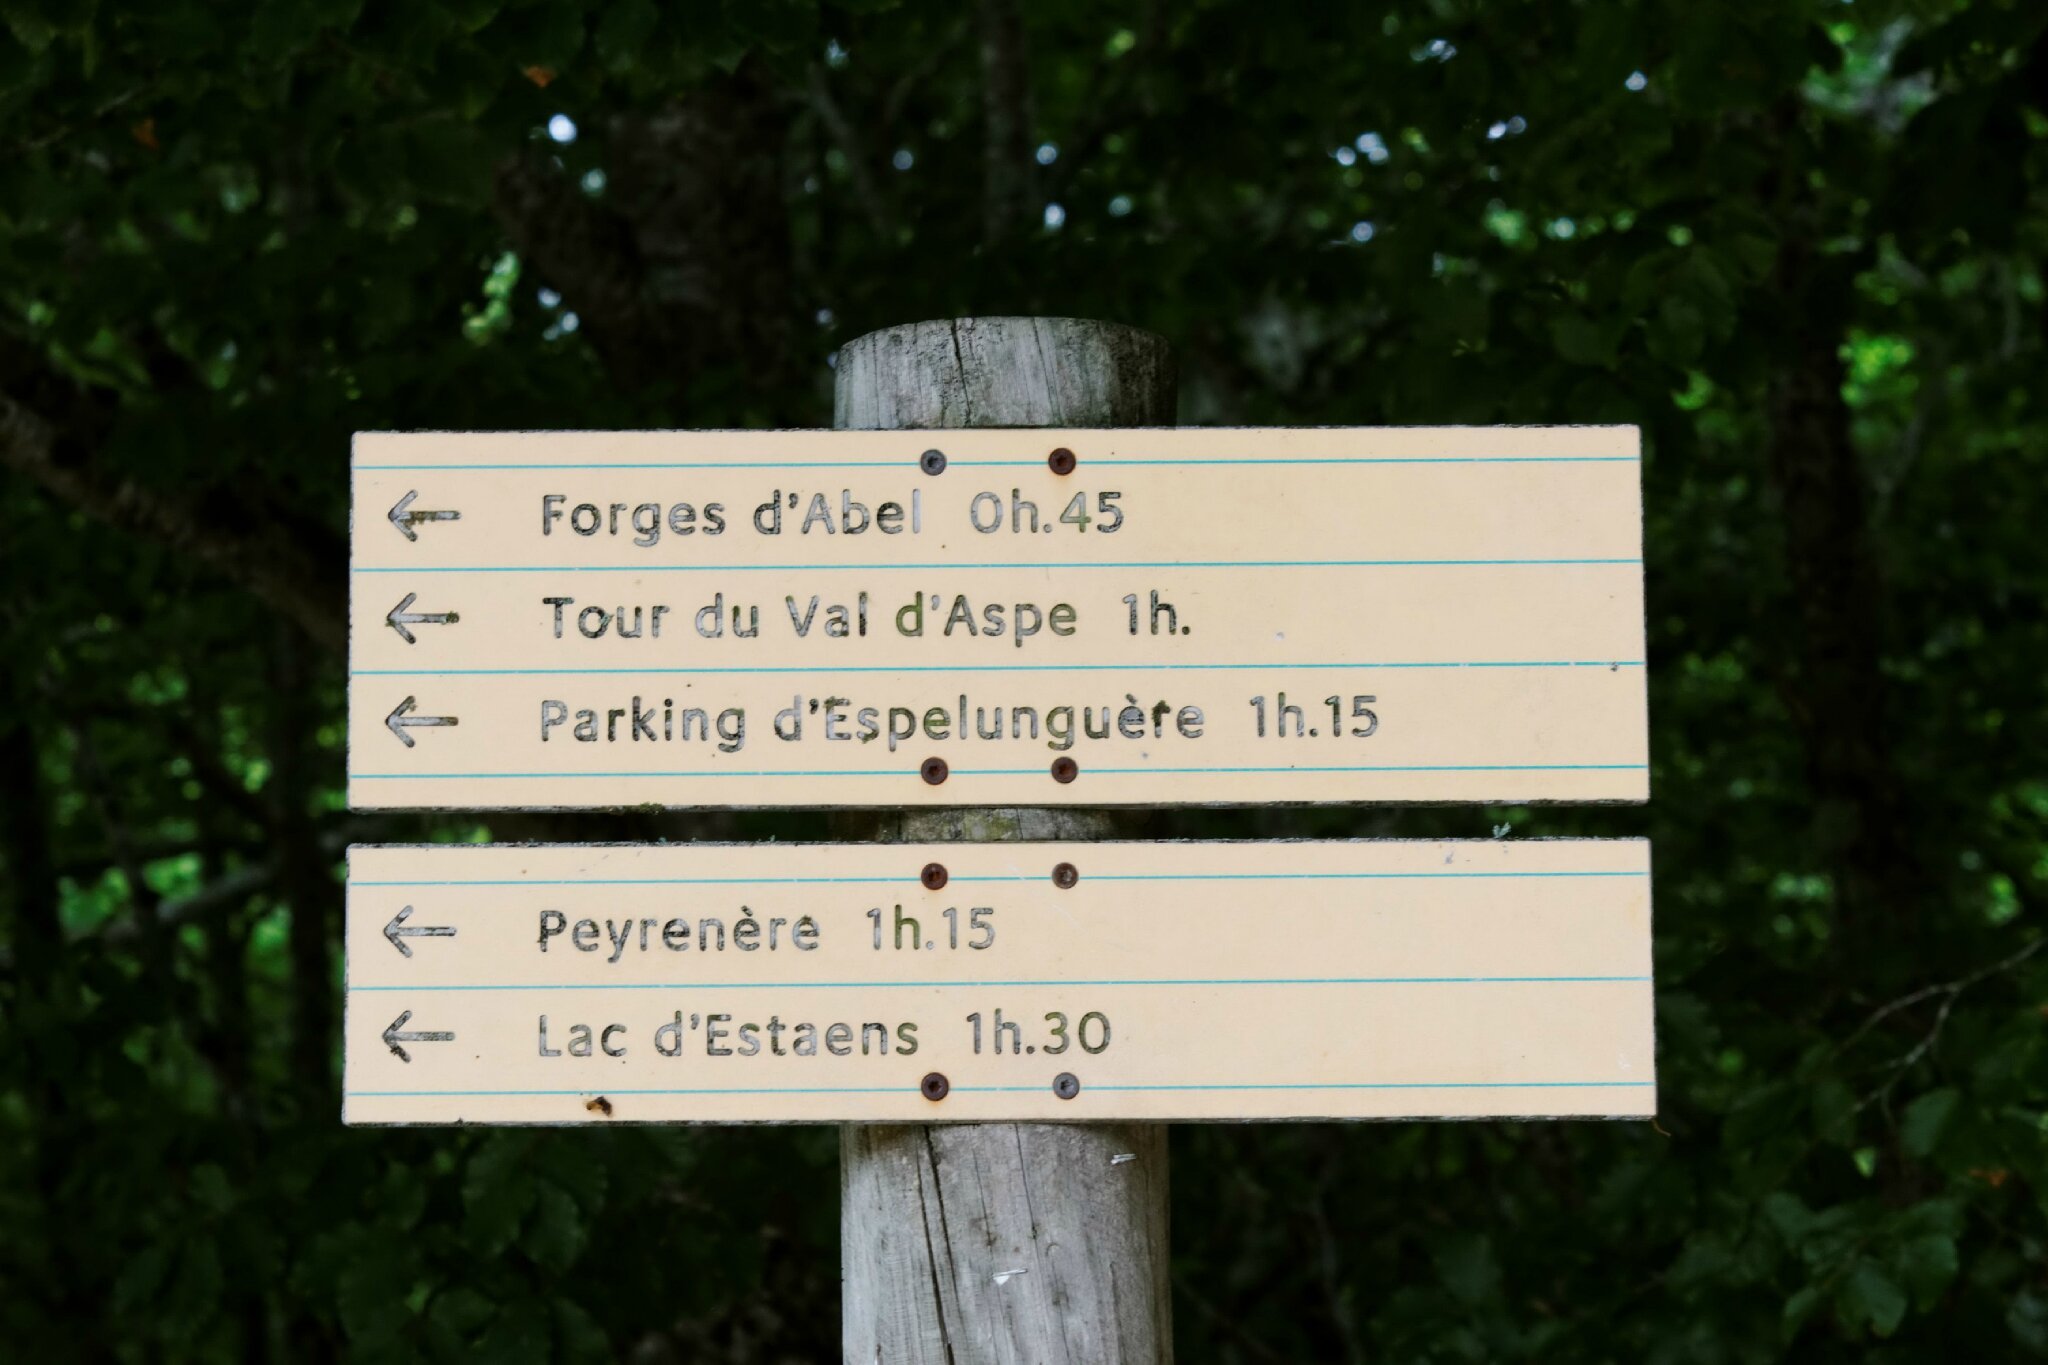 ← Forges d'Abel 0h.45
← Tour du Val d'Aspe 1h.
← Parking d'Espelunguère 1h.15
← Peyrenère 1h.15
← Lac d'Estaens 1h.30